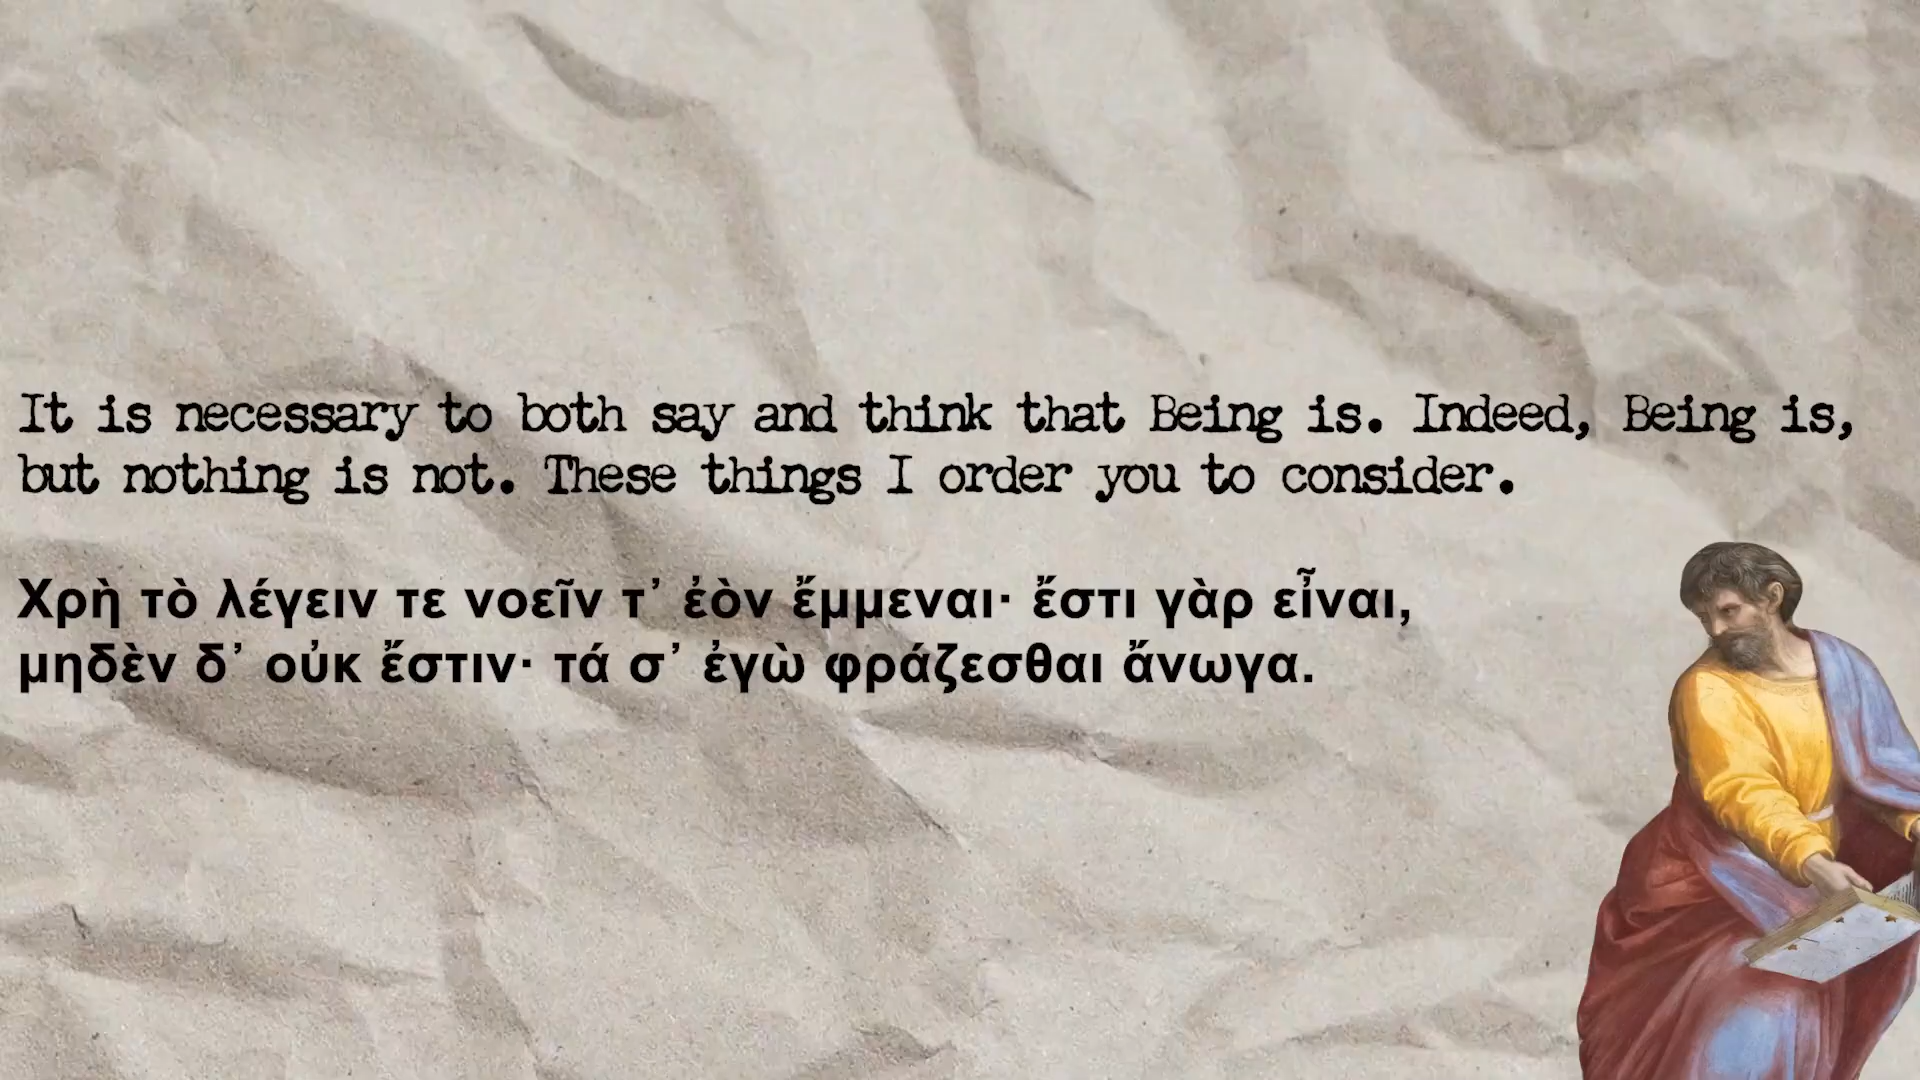 It is necessary to both say and think that Being is. Indeed, Being is,
but nothing is not. These things I order you to consider.
Χρὴ τὸ λέγειν τε νοεῖν τ᾽ ἐὸν ἔμμεναι· ἔστι γὰρ εἶναι,
μηδὲν δ᾽ οὐκ ἔστιν· τά σ᾽ ἐγὼ φράζεσθαι ἄνωγα.